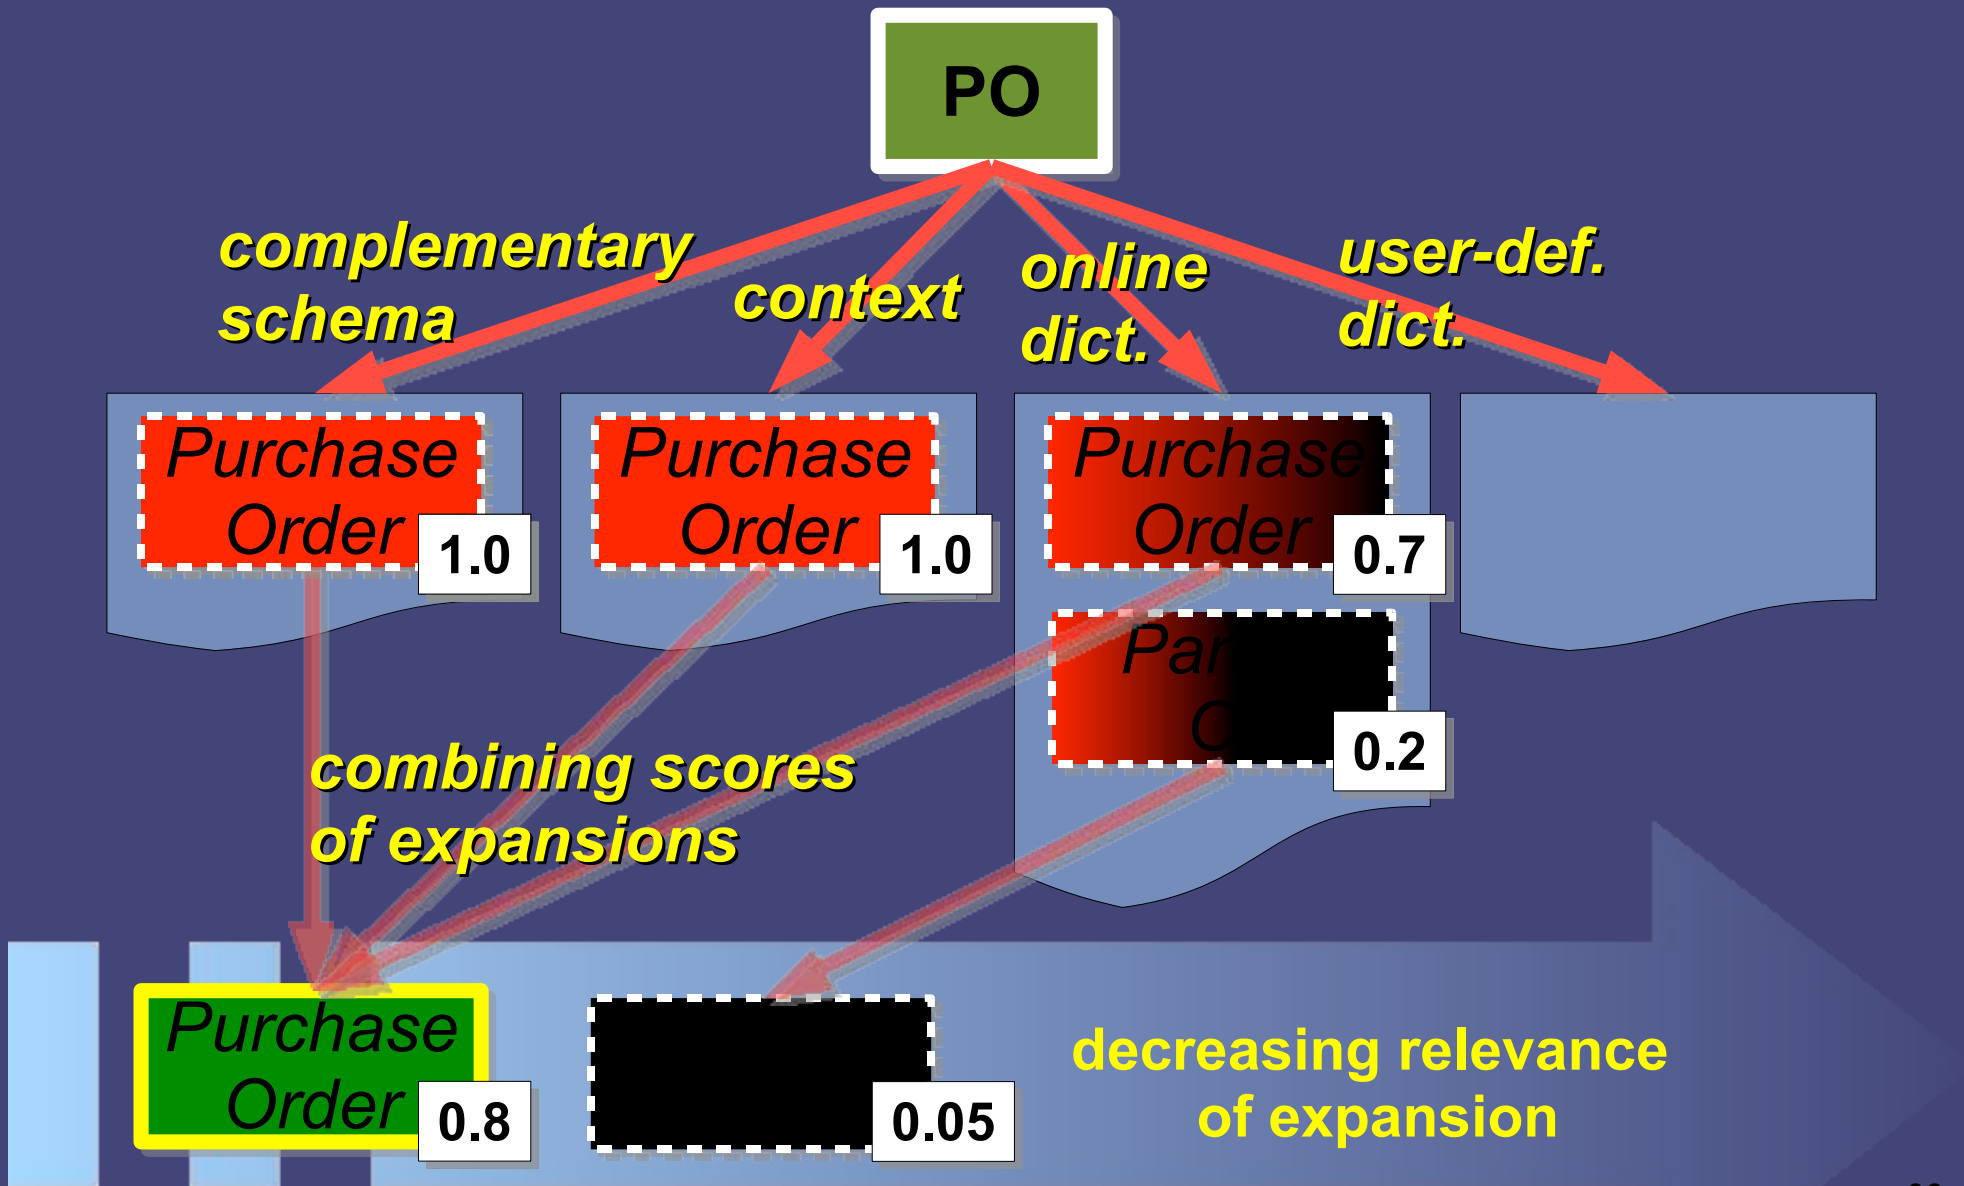 PO
complementary
schema
context
online
dict.
user-def.
dict.
Purchase
Order
1.0
Purchase
Order
1.0
Purchase
Order
0.7
0.2
combining scores
of expansions
Purchase
Order
0.8
0.05
decreasing relevance
of expansion